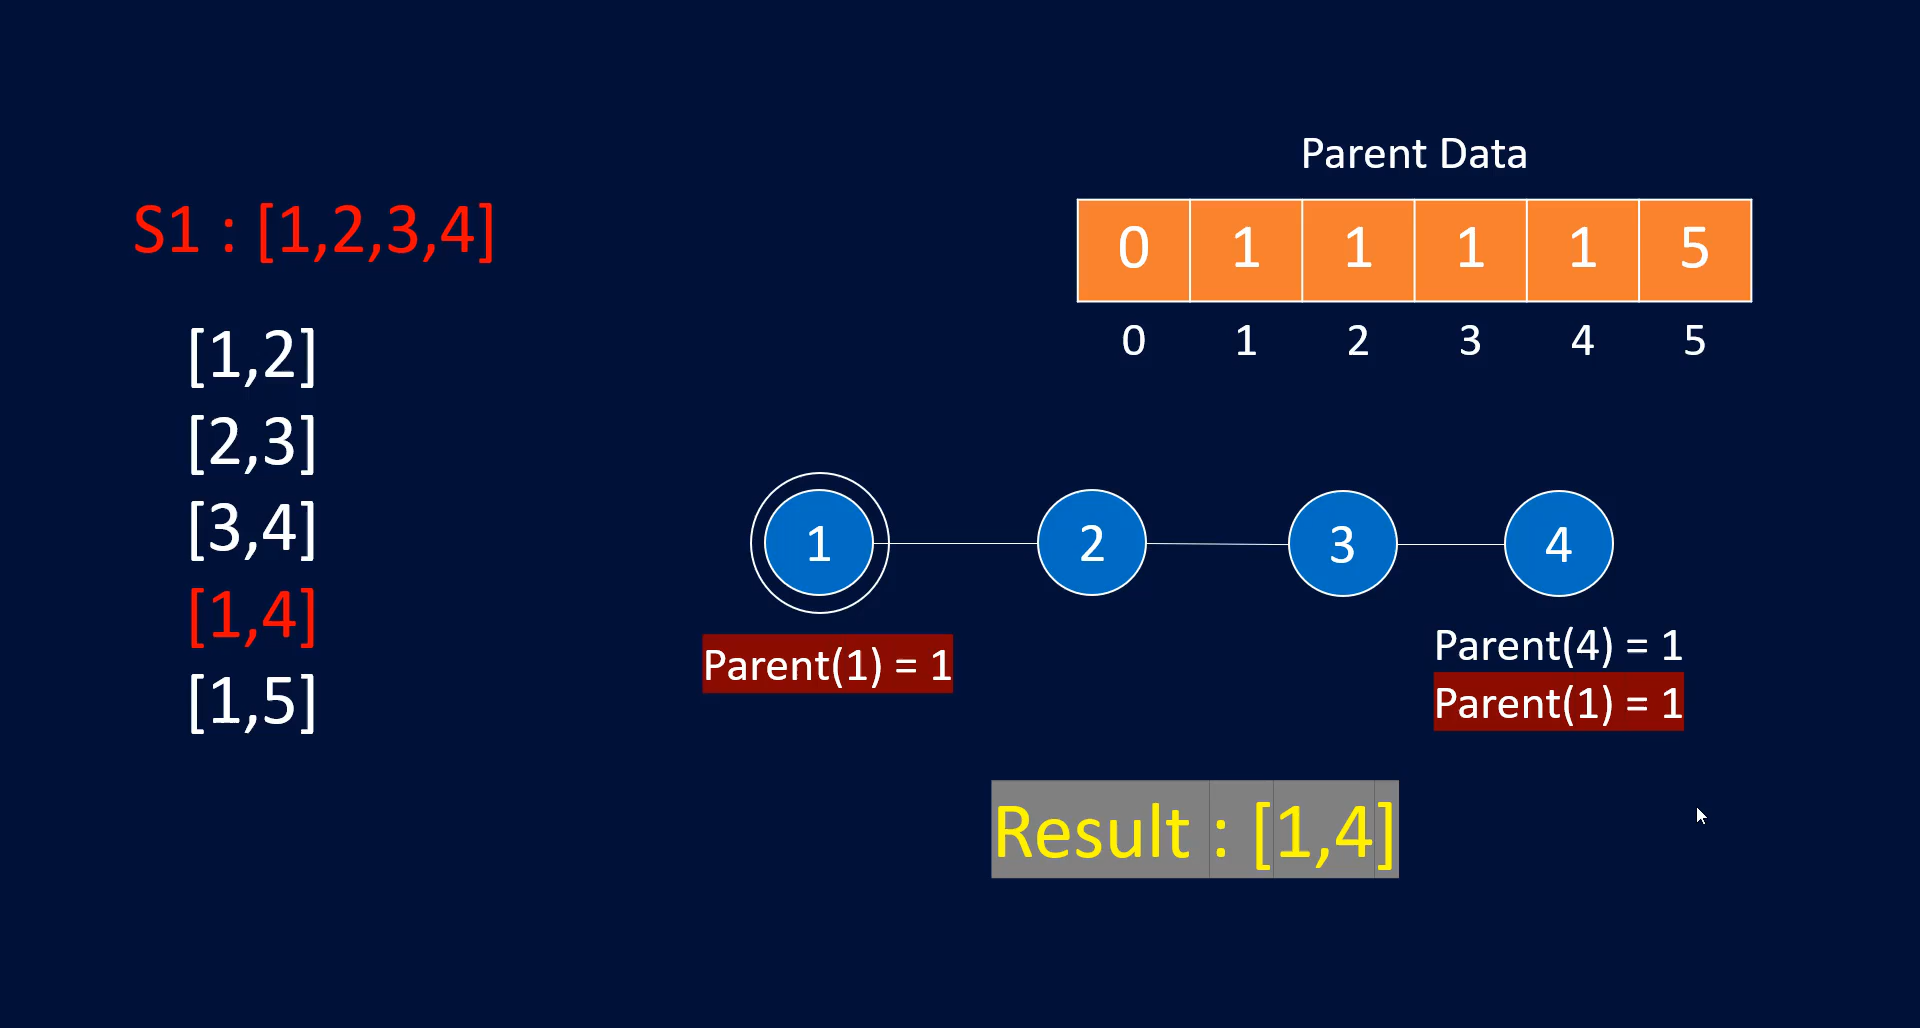 Parent Data
S1 : [1,2,3,4]
0 1 1 1 1 5
0 1 2 3 4 5
[1,2]
[2,3]
[3,4]
[1,4]
[1,5]
1 2 3 4
Parent(1) = 1
Parent(4) = 1
Parent(1) = 1
Result : [1,4]